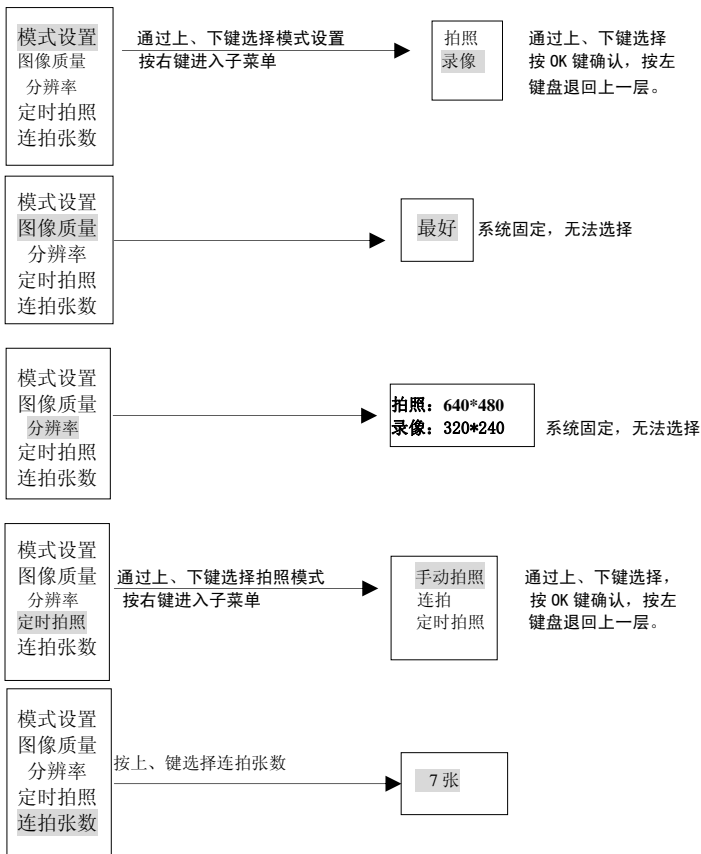 模式设置
图像质量
分辨率
定时拍照
连拍张数
通过上、下键选择模式设置
按右键进入子菜单
拍照
录像
通过上、下键选择
按 OK 键确认，按左
键盘退回上一层。
模式设置
图像质量
分辨率
定时拍照
连拍张数
最好
系统固定，无法选择
模式设置
图像质量
分辨率
定时拍照
连拍张数
拍照：640*480
录像：320*240
系统固定，无法选择
模式设置
图像质量
分辨率
定时拍照
连拍张数
通过上、下键选择拍照模式
按右键进入子菜单
手动拍照
连拍
定时拍照
通过上、下键选择，
按 OK 键确认，按左
键盘退回上一层。
模式设置
图像质量
分辨率
定时拍照
连拍张数
按上、键选择连拍张数
7 张